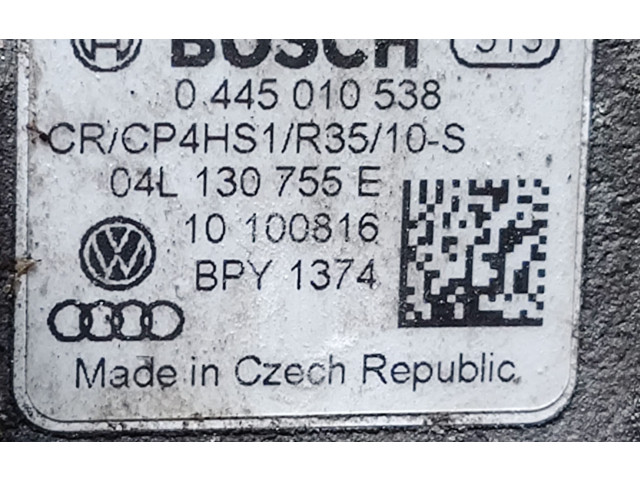 BOSCH 515
0 445 010 538
CR/CP4HS1/R35/10-S
04L 130 755 E
10 100816
BPY 1374
Made in Czech Republic